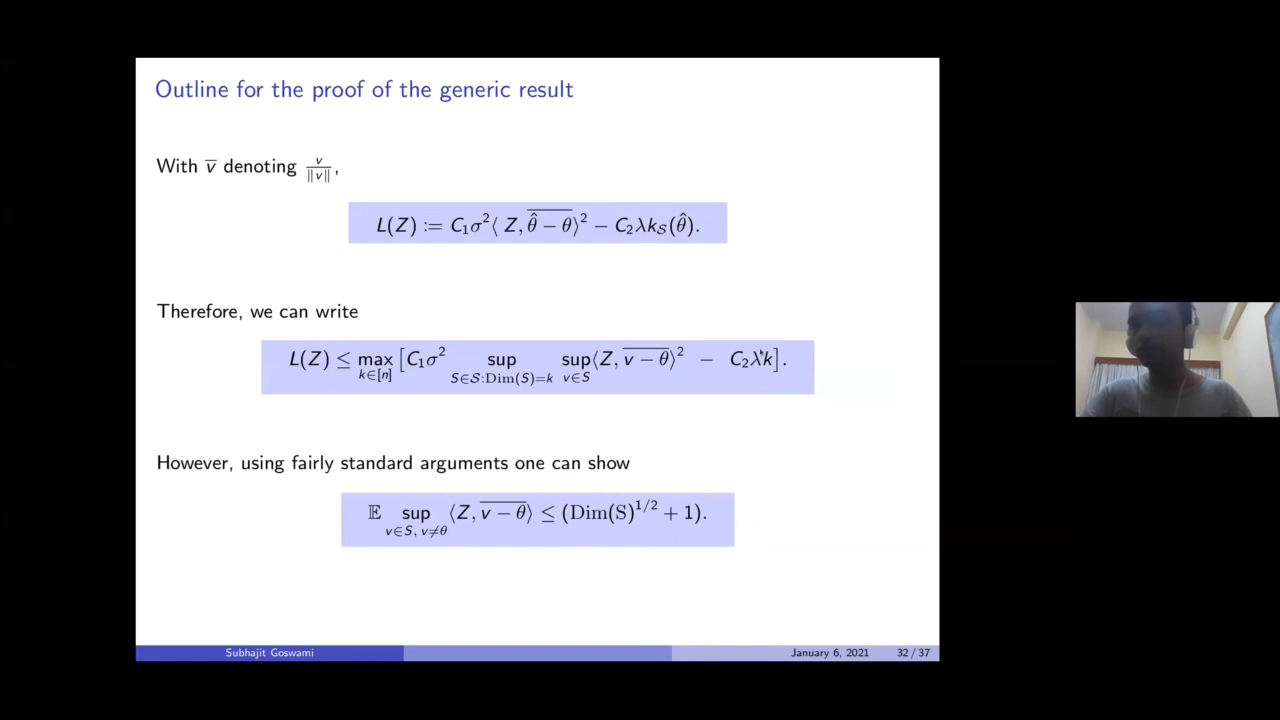 Outline for the proof of the generic result
With v̅ denoting v/‖v‖,
L(Z) := C₁σ²⟨ Z, \overline{θ̂ − θ}⟩² − C₂λk_𝒮(θ̂).
Therefore, we can write
L(Z) ≤ max_{k∈[n]} [C₁σ² sup_{S∈𝒮:Dim(S)=k} sup_{v∈S} ⟨Z, \overline{v − θ}⟩² − C₂λk].
However, using fairly standard arguments one can show
𝔼 sup_{v∈S, v≠θ} ⟨Z, \overline{v − θ}⟩ ≤ (Dim(S)^{1/2} + 1).
Subhajit Goswami January 6, 2021 32 / 37